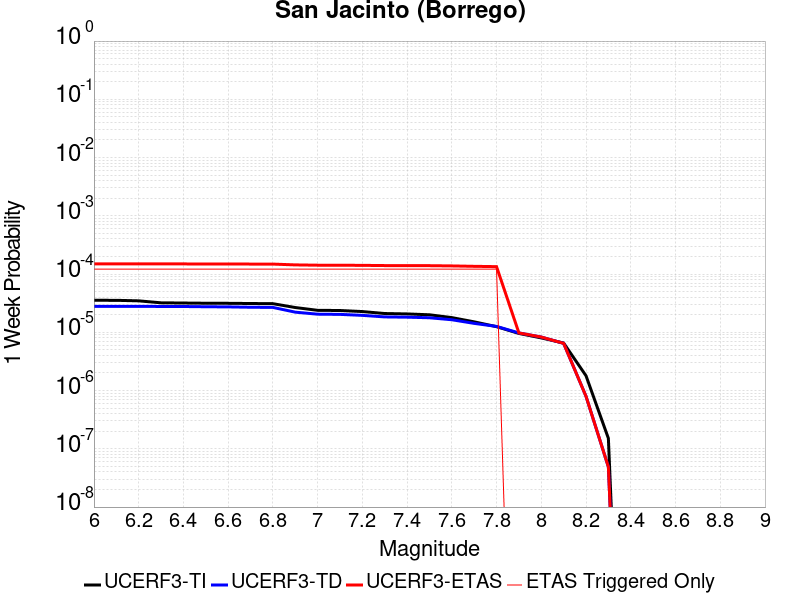 San Jacinto (Borrego)
10^0
10^-1
10^-2
10^-3
10^-4
10^-5
10^-6
10^-7
10^-8
1 Week Probability
6 6.2 6.4 6.6 6.8 7 7.2 7.4 7.6 7.8 8 8.2 8.4 8.6 8.8 9
Magnitude
UCERF3-TI UCERF3-TD UCERF3-ETAS ETAS Triggered Only